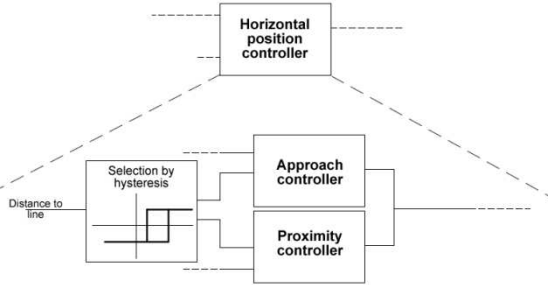 Horizontal
position
controller
Selection by
hysteresis
Distance to
line
Approach
controller
Proximity
controller